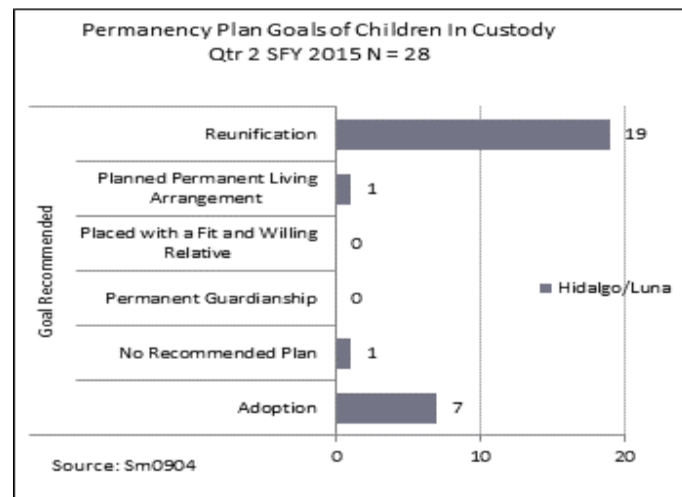 Permanency Plan Goals of Children In Custody
Qtr 2 SFY 2015 N = 28
Goal Recommended
Reunification
19
Planned Permanent Living
Arrangement
1
Placed with a Fit and Willing
Relative
0
Permanent Guardianship
0
No Recommended Plan
1
Adoption
7
Hidalgo/Luna
0
10
20
Source: Sm0904